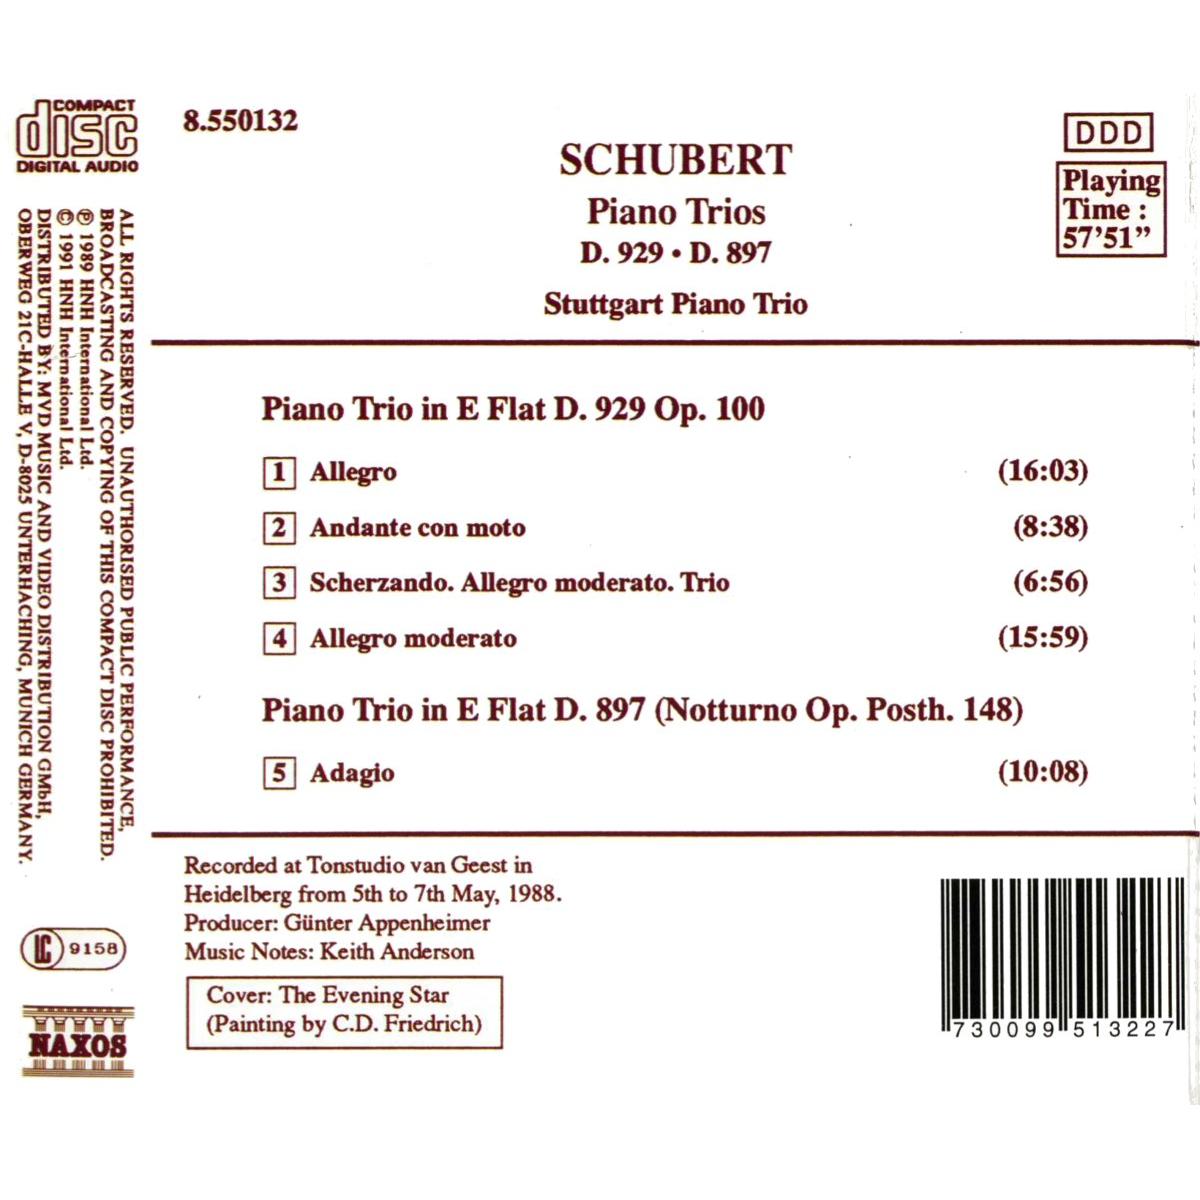 COMPACT
disc
DIGITAL AUDIO
8.550132
SCHUBERT
Piano Trios
D. 929 • D. 897
Stuttgart Piano Trio
DDD
Playing
Time :
57'51"
Piano Trio in E Flat D. 929 Op. 100
1 Allegro (16:03)
2 Andante con moto (8:38)
3 Scherzando. Allegro moderato. Trio (6:56)
4 Allegro moderato (15:59)
Piano Trio in E Flat D. 897 (Notturno Op. Posth. 148)
5 Adagio (10:08)
Recorded at Tonstudio van Geest in
Heidelberg from 5th to 7th May, 1988.
Producer: Günter Appenheimer
Music Notes: Keith Anderson
Cover: The Evening Star
(Painting by C.D. Friedrich)
730099 513227
ALL RIGHTS RESERVED. UNAUTHORISED PUBLIC PERFORMANCE,
BROADCASTING AND COPYING OF THIS COMPACT DISC PROHIBITED.
℗ 1989 HNH International Ltd.
© 1991 HNH International Ltd.
DISTRIBUTED BY: MVD MUSIC AND VIDEO DISTRIBUTION GMbH,
OBERWEG 21C-HALLE V, D-8025 UNTERHACHING, MUNICH GERMANY.
LC 9158
NAXOS